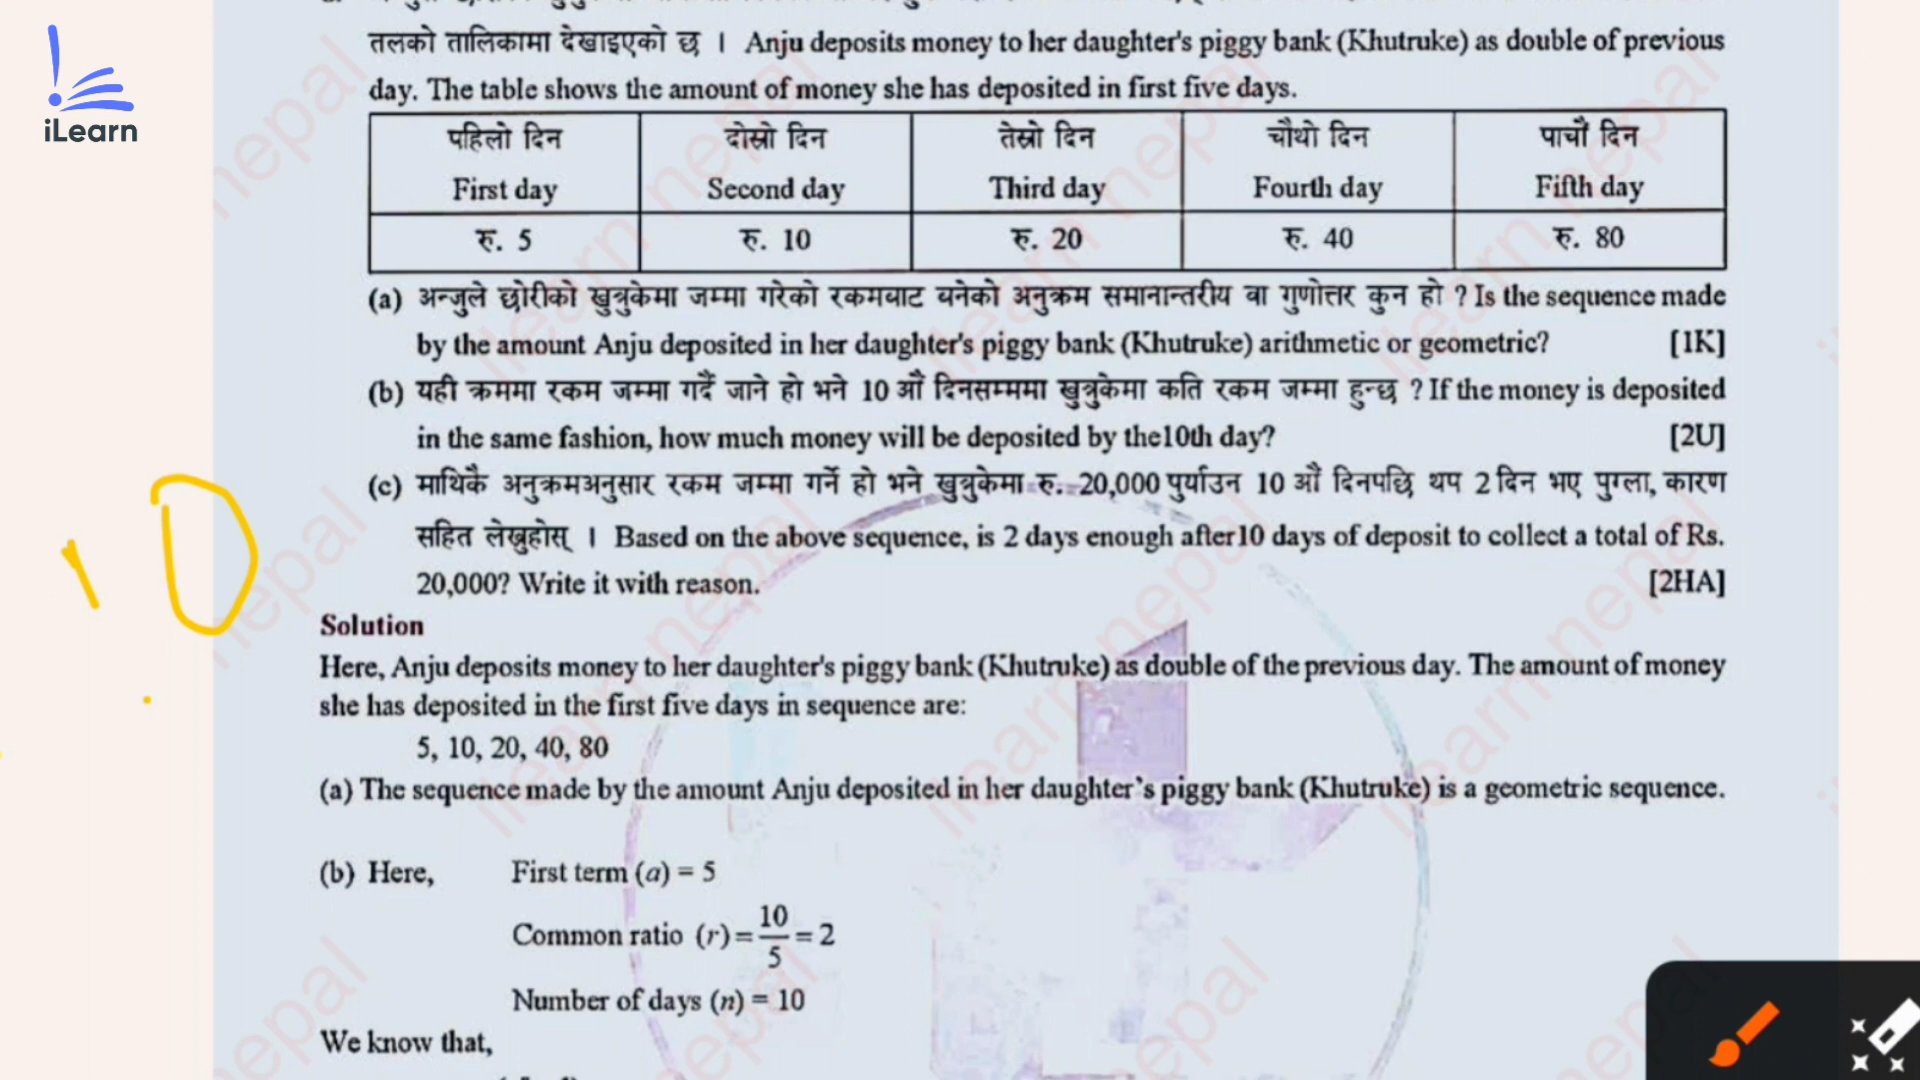 iLearn
तलको तालिकामा देखाइएको छ । Anju deposits money to her daughter's piggy bank (Khutruke) as double of previous
day. The table shows the amount of money she has deposited in first five days.
पहिलो दिन दोस्रो दिन तेस्रो दिन चौथो दिन पाचौं दिन
First day Second day Third day Fourth day Fifth day
रु. 5 रु. 10 रु. 20 रु. 40 रु. 80
(a) अन्जुले छोरीको खुत्रुकेमा जम्मा गरेको रकमबाट बनेको अनुक्रम समानान्तरीय वा गुणोत्तर कुन हो ? Is the sequence made
by the amount Anju deposited in her daughter's piggy bank (Khutruke) arithmetic or geometric? [1K]
(b) यही क्रममा रकम जम्मा गर्दै जाने हो भने 10 औं दिनसम्ममा खुत्रुकेमा कति रकम जम्मा हुन्छ ? If the money is deposited
in the same fashion, how much money will be deposited by the10th day? [2U]
(c) माथिकै अनुक्रमअनुसार रकम जम्मा गर्ने हो भने खुत्रुकेमा रु. 20,000 पुर्याउन 10 औं दिनपछि थप 2 दिन भए पुग्ला, कारण
सहित लेख्नुहोस् । Based on the above sequence, is 2 days enough after10 days of deposit to collect a total of Rs.
20,000? Write it with reason. [2HA]
10
Solution
Here, Anju deposits money to her daughter's piggy bank (Khutruke) as double of the previous day. The amount of money
she has deposited in the first five days in sequence are:
5, 10, 20, 40, 80
(a) The sequence made by the amount Anju deposited in her daughter's piggy bank (Khutruke) is a geometric sequence.
(b) Here, First term (a) = 5
Common ratio (r) = 10/5 = 2
Number of days (n) = 10
We know that,